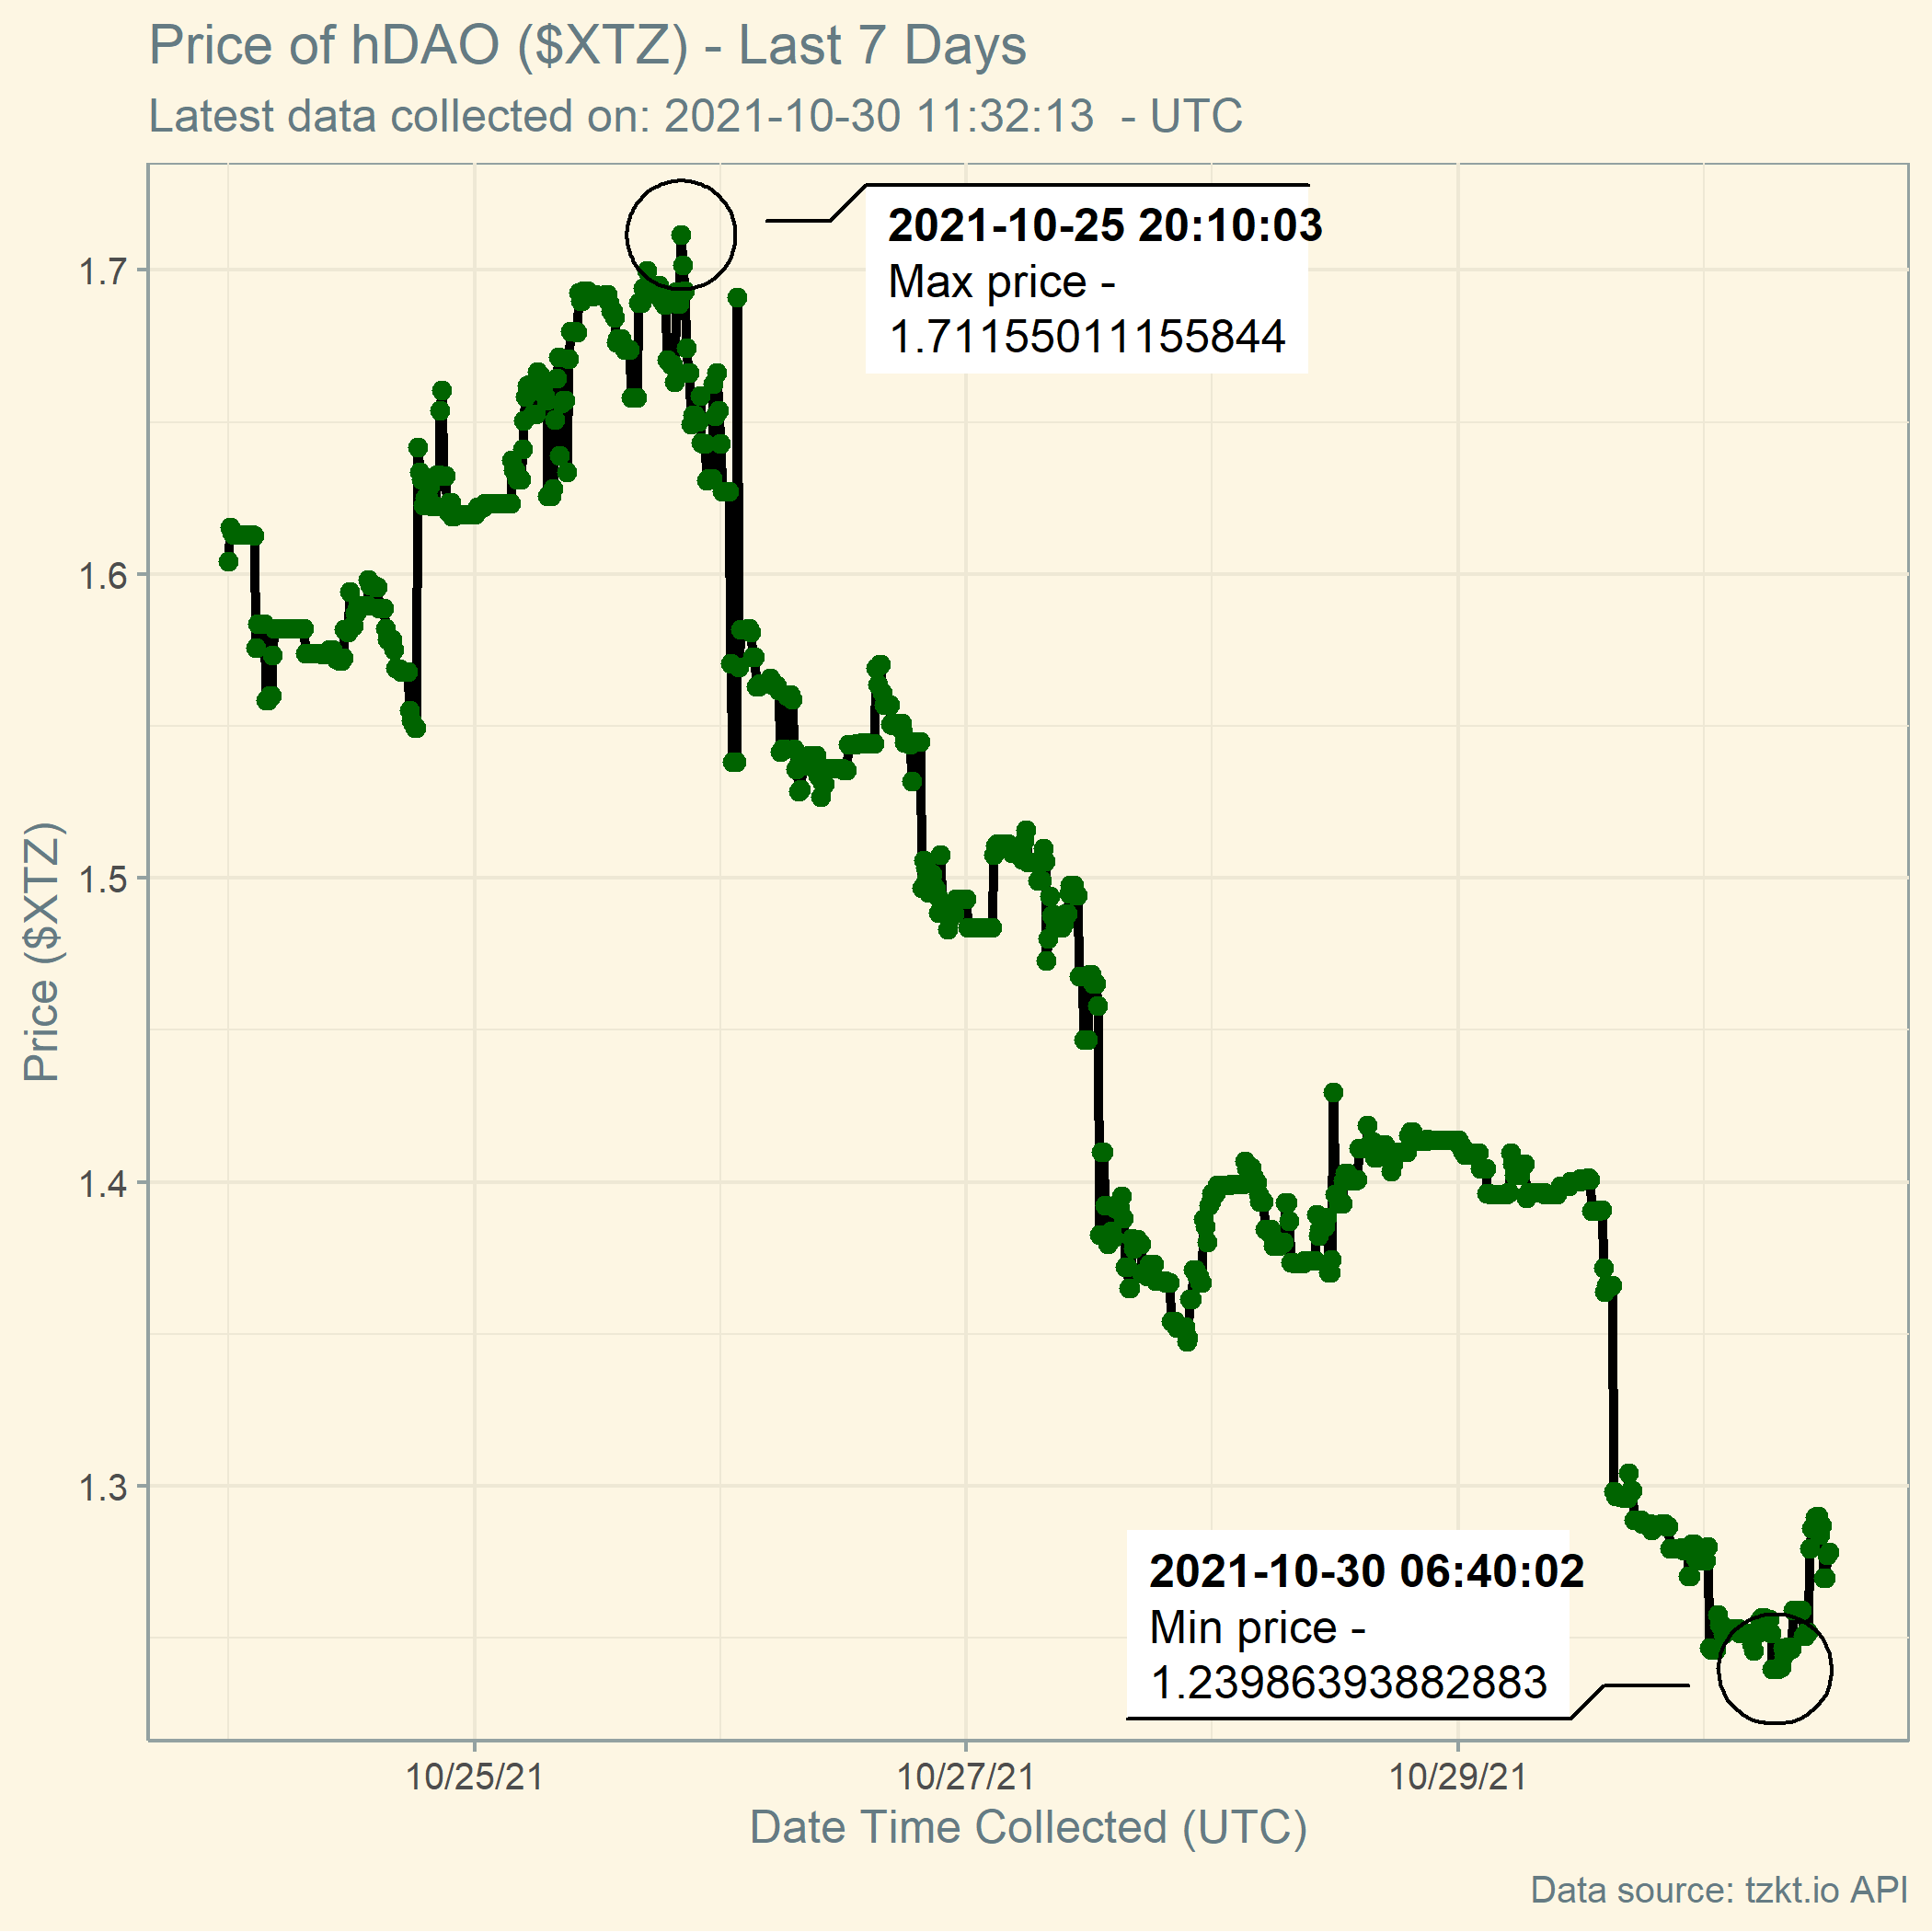 Price of hDAO ($XTZ) - Last 7 Days
Latest data collected on: 2021-10-30 11:32:13  - UTC
2021-10-25 20:10:03
Max price -
1.71155011155844
1.7
1.6
1.5
1.4
1.3
Price ($XTZ)
2021-10-30 06:40:02
Min price -
1.23986393882883
10/25/21
10/27/21
10/29/21
Date Time Collected (UTC)
Data source: tzkt.io API